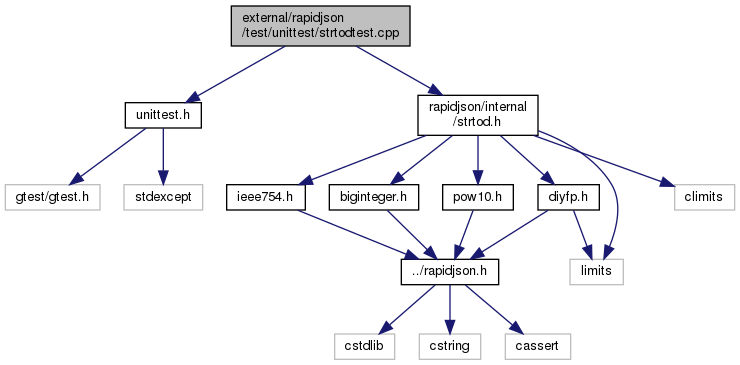 external/rapidjson
/test/unittest/strtodtest.cpp
unittest.h
rapidjson/internal
/strtod.h
gtest/gtest.h
stdexcept
ieee754.h
biginteger.h
pow10.h
diyfp.h
climits
../rapidjson.h
limits
cstdlib
cstring
cassert